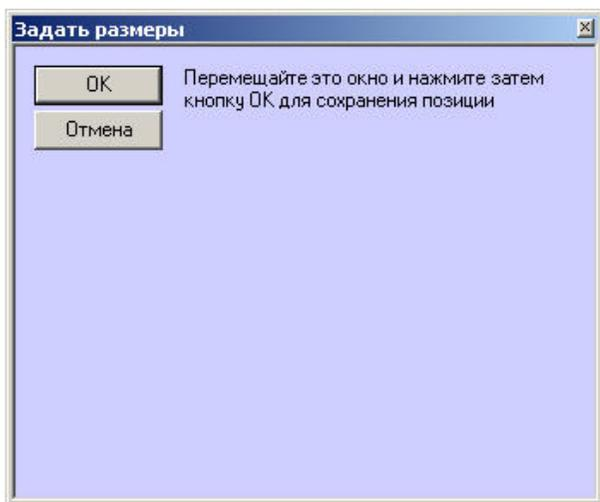 Задать размеры
OK
Перемещайте это окно и нажмите затем
кнопку OK для сохранения позиции
Отмена